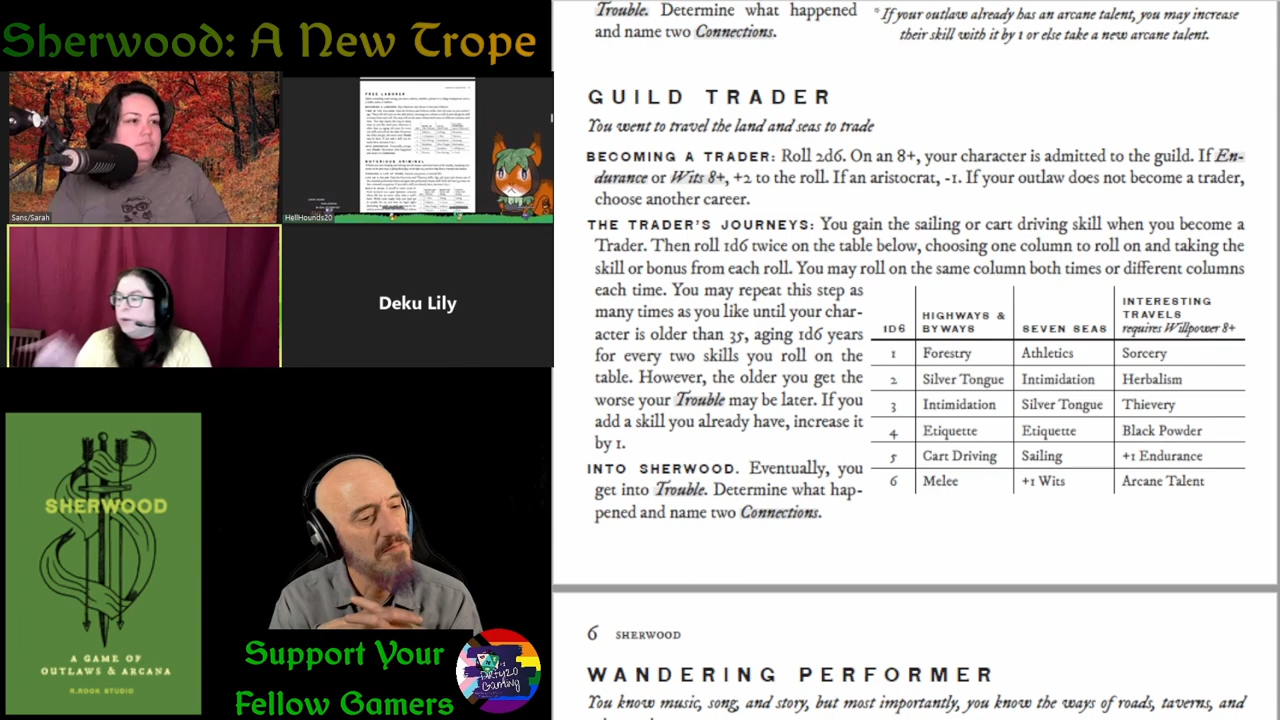 Sherwood: A New Trope
Sans/Sarah
FREE LABORER
NOTORIOUS CRIMINAL
HellHounds20
Deku Lily
SHERWOOD
A GAME OF
OUTLAWS & ARCANA
R.ROOK STUDIO
Support Your
Fellow Gamers
Dirty20
Gaming
Trouble. Determine what happened
and name two Connections.
*If your outlaw already has an arcane talent, you may increase
their skill with it by 1 or else take a new arcane talent.
GUILD TRADER
You went to travel the land and seas to trade
BECOMING A TRADER: Roll 2d6. On an 8+, your character is admitted to the guild. If En-
durance or Wits 8+, +2 to the roll. If an aristocrat, -1. If your outlaw does not become a trader,
choose another career.
THE TRADER'S JOURNEYS: You gain the sailing or cart driving skill when you become a
Trader. Then roll 1d6 twice on the table below, choosing one column to roll on and taking the
skill or bonus from each roll. You may roll on the same column both times or different columns
each time. You may repeat this step as
many times as you like until your char-
acter is older than 35, aging 1d6 years
for every two skills you roll on the
table. However, the older you get the
worse your Trouble may be later. If you
add a skill you already have, increase it
by 1.
INTO SHERWOOD. Eventually, you
get into Trouble. Determine what hap-
pened and name two Connections.
1D6 HIGHWAYS & BYWAYS SEVEN SEAS INTERESTING TRAVELS requires Willpower 8+
1 Forestry Athletics Sorcery
2 Silver Tongue Intimidation Herbalism
3 Intimidation Silver Tongue Thievery
4 Etiquette Etiquette Black Powder
5 Cart Driving Sailing +1 Endurance
6 Melee +1 Wits Arcane Talent
6 SHERWOOD
WANDERING PERFORMER
You know music, song, and story, but most importantly, you know the ways of roads, taverns, and